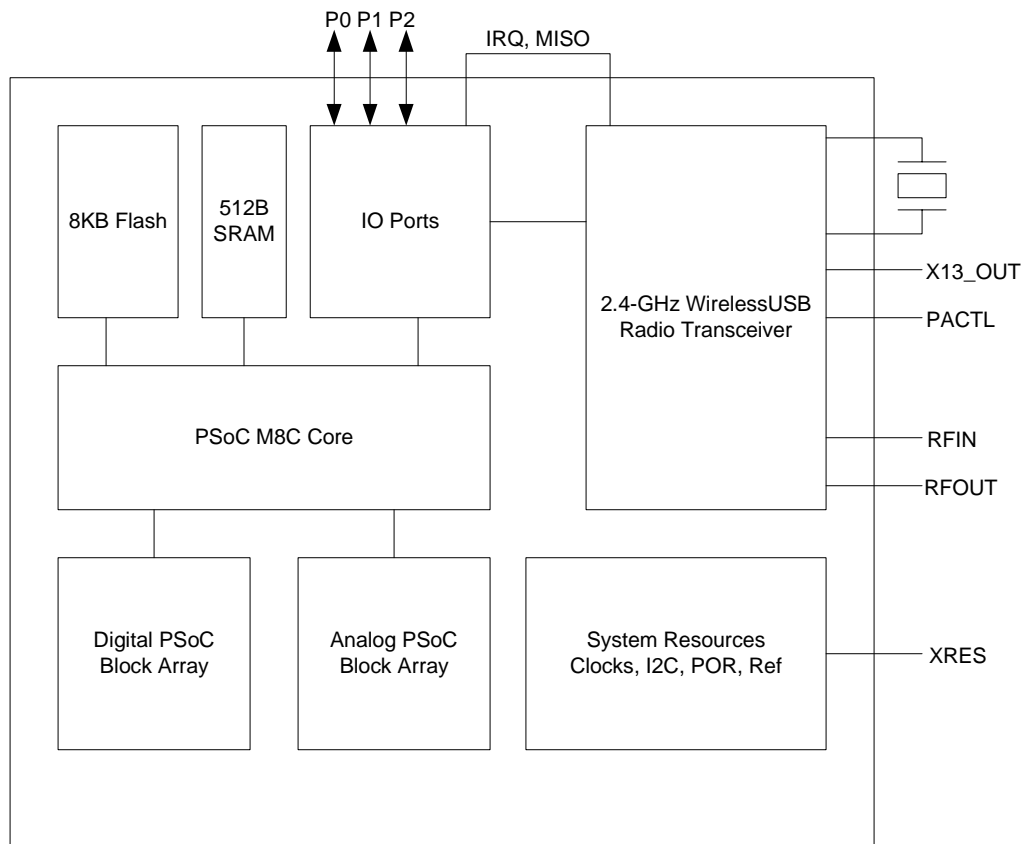 P0 P1 P2
IRQ, MISO
8KB Flash
512B
SRAM
IO Ports
2.4-GHz WirelessUSB
Radio Transceiver
X13_OUT
PACTL
PSoC M8C Core
RFIN
RFOUT
Digital PSoC
Block Array
Analog PSoC
Block Array
System Resources
Clocks, I2C, POR, Ref
XRES